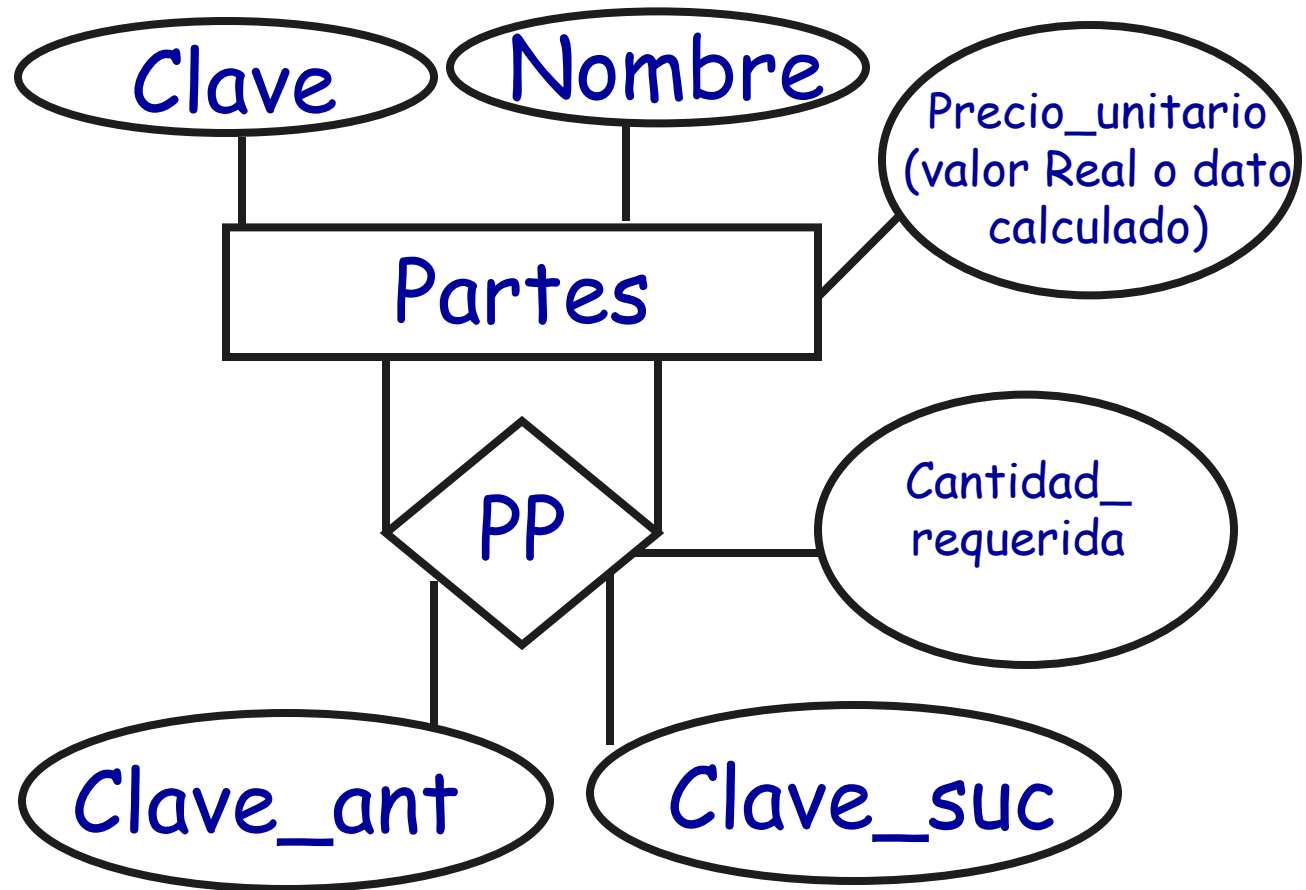 Clave
Nombre
Precio_unitario
(valor Real o dato
calculado)
Partes
Cantidad_
requerida
PP
Clave_ant
Clave_suc